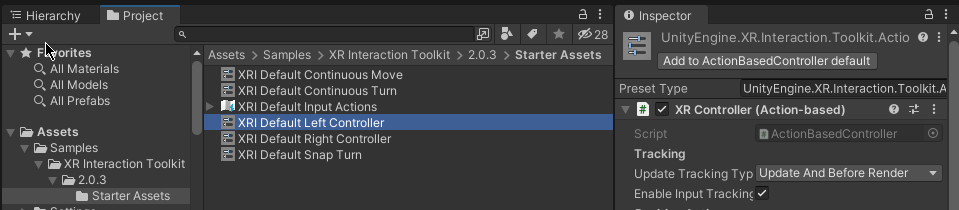 Hierarchy
Project
28
Favorites
All Materials
All Models
All Prefabs
Assets
Samples
XR Interaction Toolkit
2.0.3
Starter Assets
Assets > Samples > XR Interaction Toolkit > 2.0.3 > Starter Assets
XRI Default Continuous Move
XRI Default Continuous Turn
XRI Default Input Actions
XRI Default Left Controller
XRI Default Right Controller
XRI Default Snap Turn
Inspector
UnityEngine.XR.Interaction.Toolkit.Actio
Add to ActionBasedController default
Preset Type UnityEngine.XR.Interaction.Toolkit.A
# XR Controller (Action-based)
Script ActionBasedController
Tracking
Update Tracking Typ Update And Before Render
Enable Input Tracking